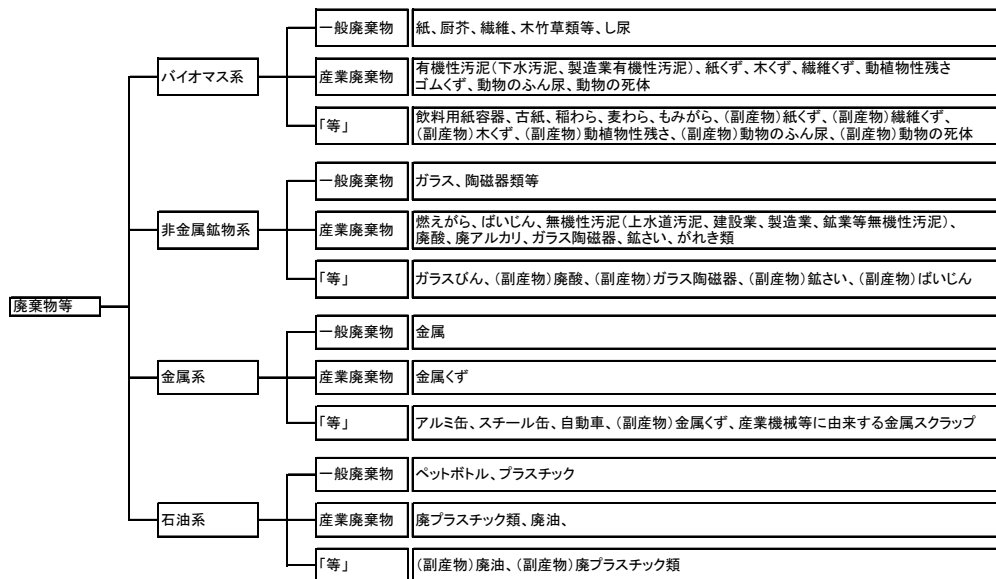 一般廃棄物
紙、厨芥、繊維、木竹草類等、し尿
バイオマス系
産業廃棄物
有機性汚泥(下水汚泥、製造業有機性汚泥)、紙くず、木くず、繊維くず、動植物性残さ
ゴムくず、動物のふん尿、動物の死体
「等」
飲料用紙容器、古紙、稲わら、麦わら、もみがら、(副産物)紙くず、(副産物)繊維くず、
(副産物)木くず、(副産物)動植物性残さ、(副産物)動物のふん尿、(副産物)動物の死体
一般廃棄物
ガラス、陶磁器類等
非金属鉱物系
産業廃棄物
燃えがら、ばいじん、無機性汚泥(上水道汚泥、建設業、製造業、鉱業等無機性汚泥)、
廃酸、廃アルカリ、ガラス陶磁器、鉱さい、がれき類
「等」
ガラスびん、(副産物)廃酸、(副産物)ガラス陶磁器、(副産物)鉱さい、(副産物)ばいじん
廃棄物等
一般廃棄物
金属
金属系
産業廃棄物
金属くず
「等」
アルミ缶、スチール缶、自動車、(副産物)金属くず、産業機械等に由来する金属スクラップ
一般廃棄物
ペットボトル、プラスチック
石油系
産業廃棄物
廃プラスチック類、廃油、
「等」
(副産物)廃油、(副産物)廃プラスチック類